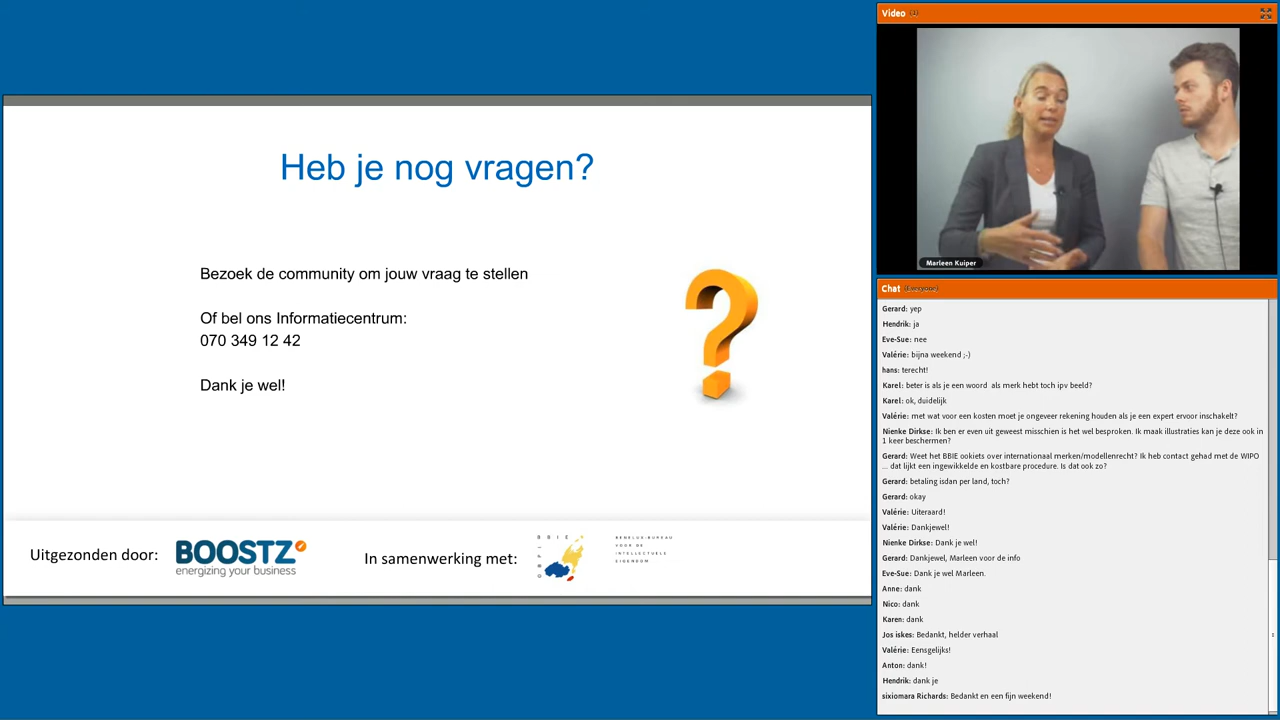 Heb je nog vragen?
Bezoek de community om jouw vraag te stellen
Of bel ons Informatiecentrum:
070 349 12 42
Dank je wel!
Uitgezonden door:
BOOSTZ
energizing your business
In samenwerking met:
BBIE
BENELUX-BUREAU
VOOR DE
INTELLECTUELE
EIGENDOM
Video
Marleen Kuiper
Chat (Everyone)
Gerard: yep
Hendrik: ja
Eve-Sue: nee
Valérie: bijna weekend ;-)
hans: terecht!
Karel: beter is als je een woord als merk hebt toch ipv beeld?
Karel: ok, duidelijk
Valérie: met wat voor een kosten moet je ongeveer rekening houden als je een expert ervoor inschakelt?
Nienke Dirkse: Ik ben er even uit geweest misschien is het wel besproken. Ik maak illustraties kan je deze ook in
1 keer beschermen?
Gerard: Weet het BBIE ookiets over internationaal merken/modellenrecht? Ik heb contact gehad met de WIPO
... dat lijkt een ingewikkelde en kostbare procedure. Is dat ook zo?
Gerard: betaling isdan per land, toch?
Gerard: okay
Valérie: Uiteraard!
Valérie: Dankjewel!
Nienke Dirkse: Dank je wel!
Gerard: Dankjewel, Marleen voor de info
Eve-Sue: Dank je wel Marleen.
Anne: dank
Nico: dank
Karen: dank
Jos iskes: Bedankt, helder verhaal
Valérie: Eensgelijks!
Anton: dank!
Hendrik: dank je
sixiomara Richards: Bedankt en een fijn weekend!